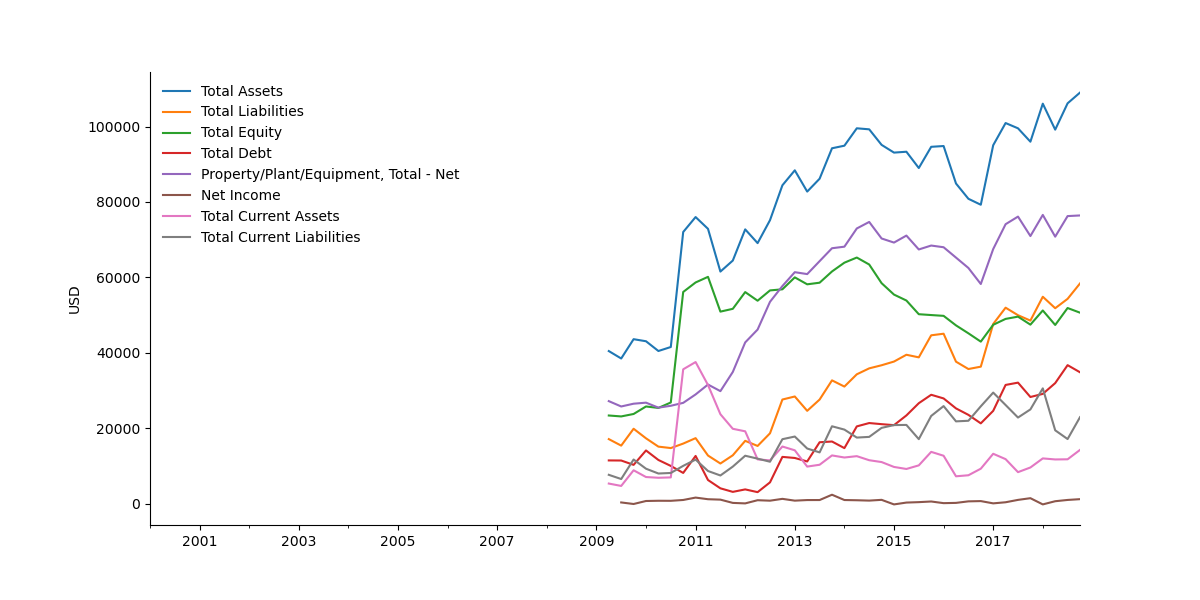 Total Assets
Total Liabilities
Total Equity
Total Debt
Property/Plant/Equipment, Total - Net
Net Income
Total Current Assets
Total Current Liabilities
USD
100000
80000
60000
40000
20000
0
2001 2003 2005 2007 2009 2011 2013 2015 2017